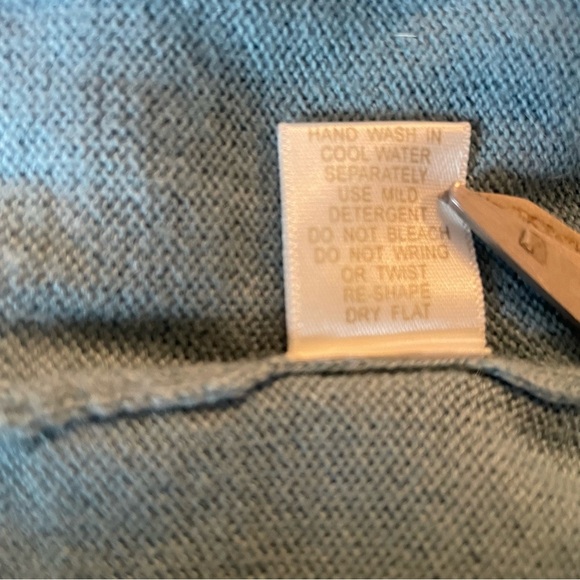 HAND WASH IN
COOL WATER
SEPARATELY
USE MILD
DETERGENT
DO NOT BLEACH
DO NOT WRING
OR TWIST
RE-SHAPE
DRY FLAT